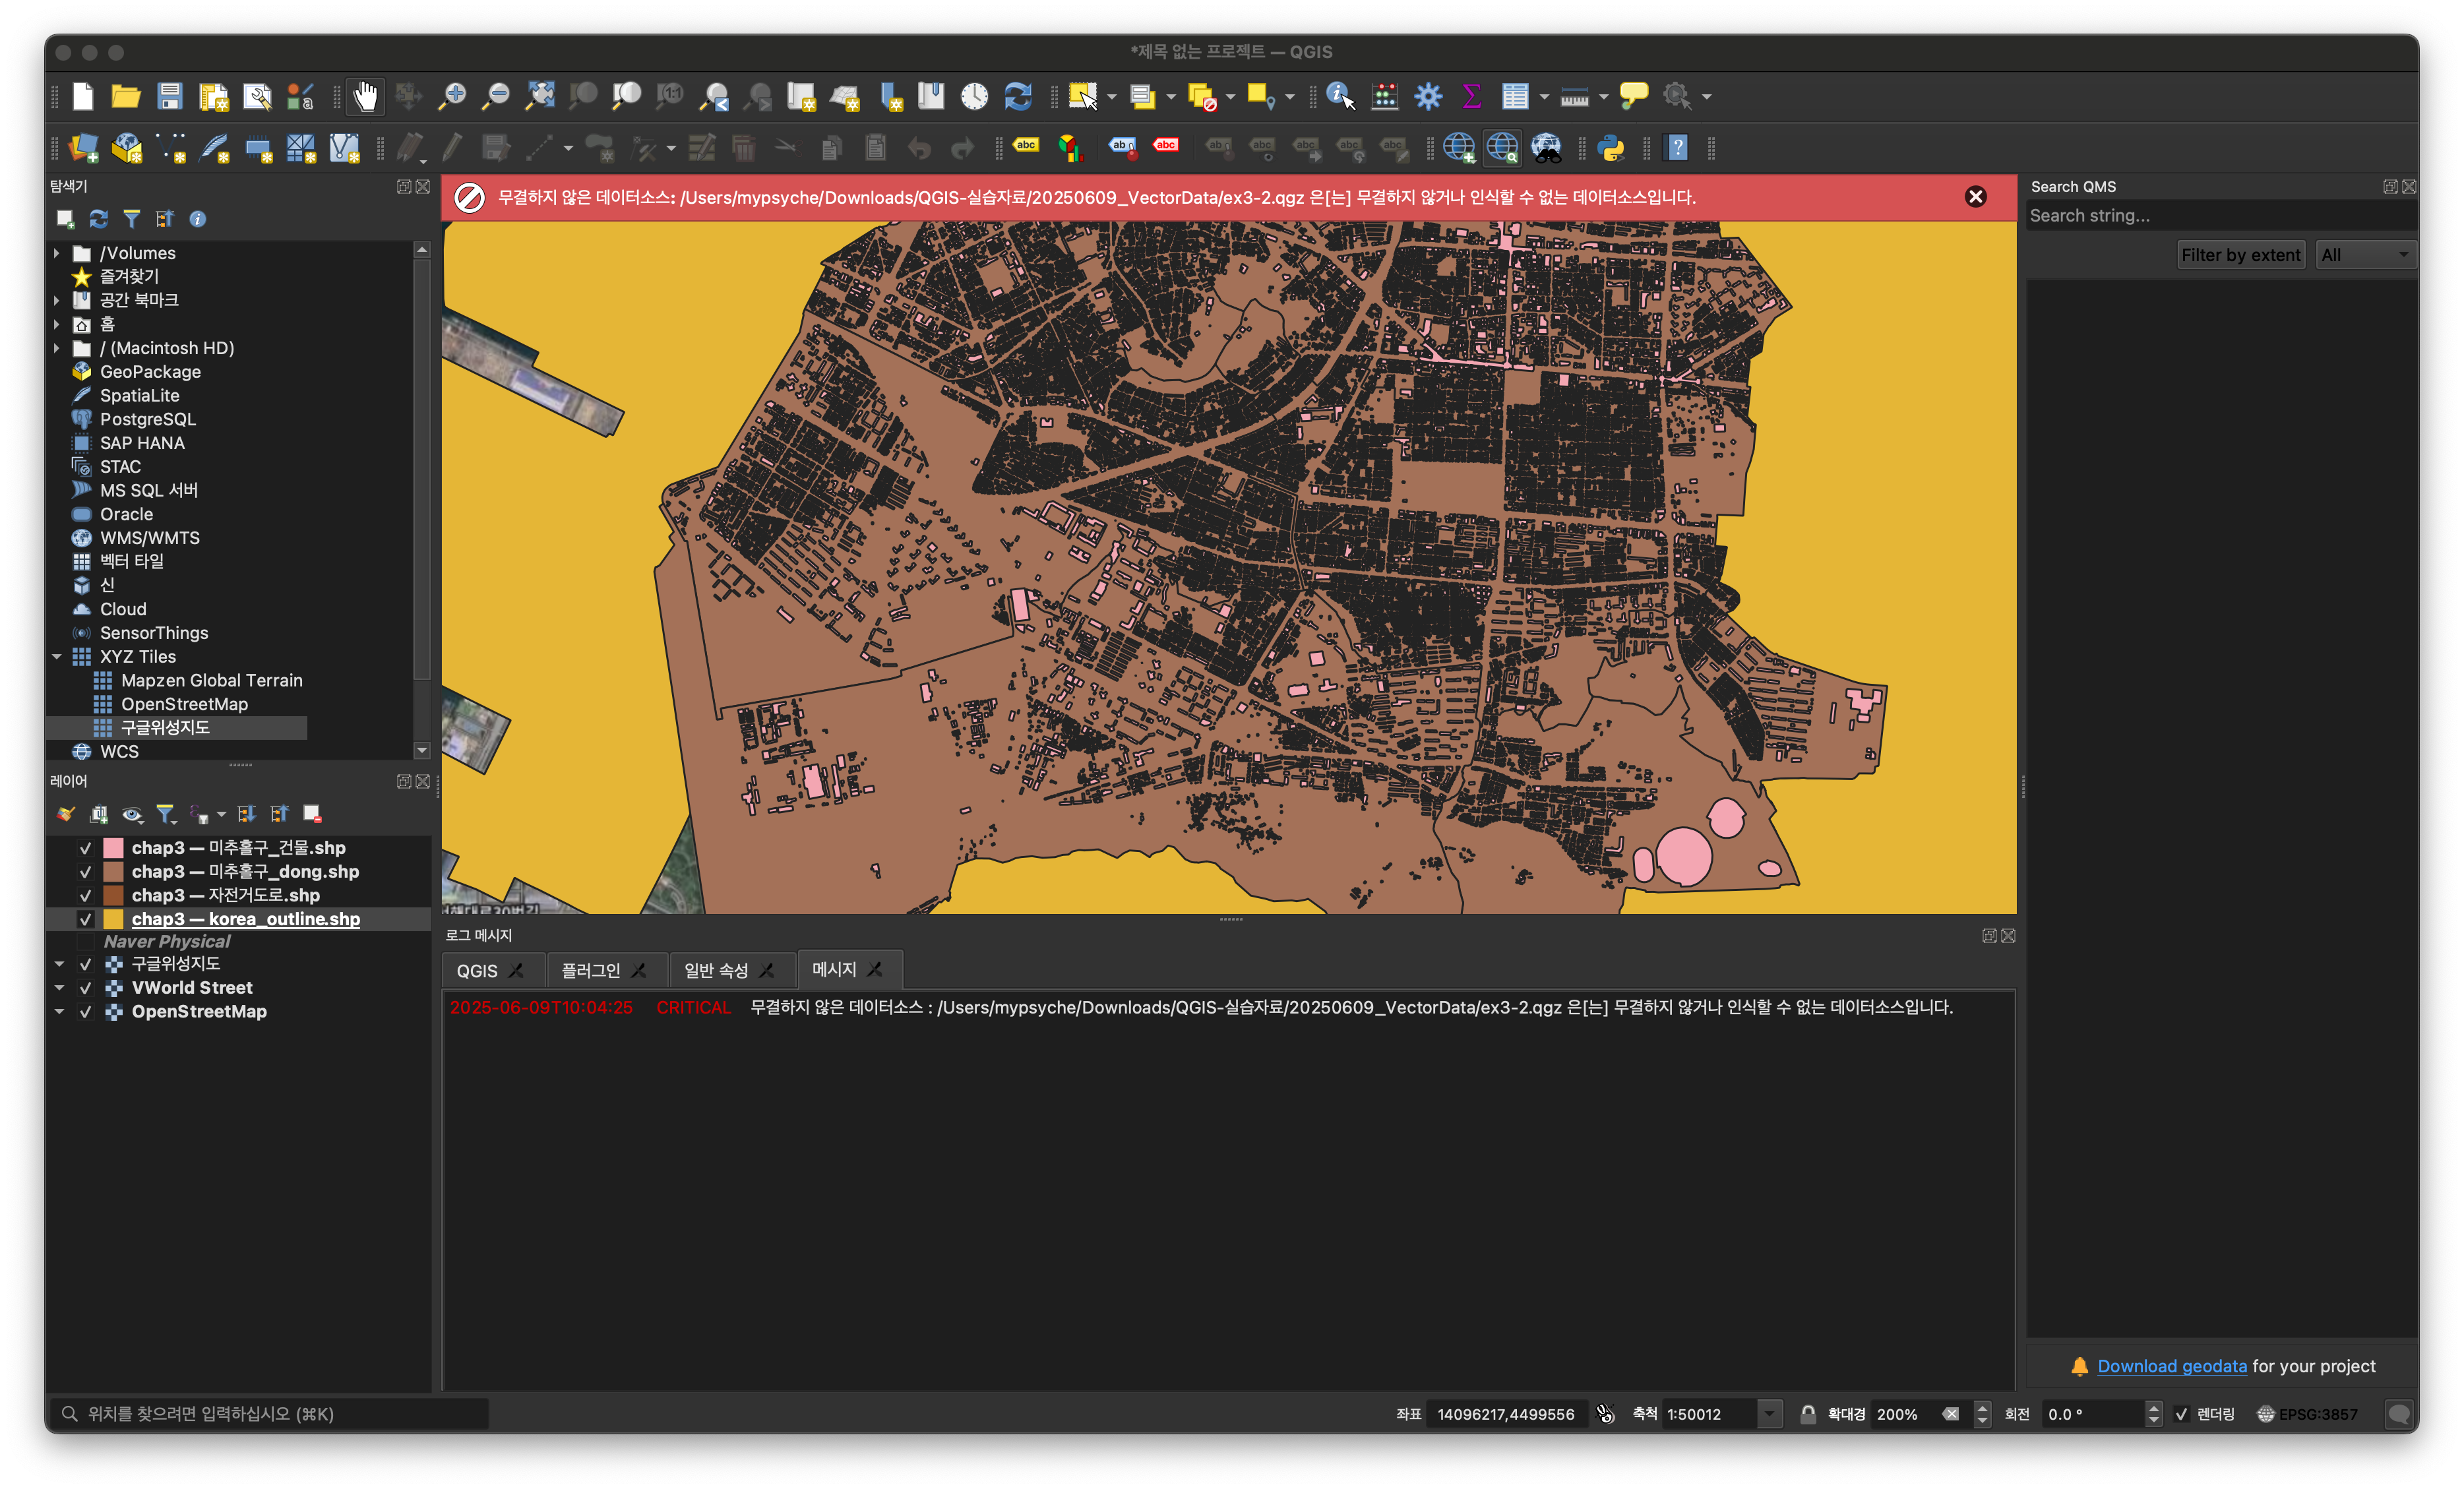 *제목 없는 프로젝트 — QGIS
탐색기
/Volumes
즐겨찾기
공간 북마크
홈
/ (Macintosh HD)
GeoPackage
SpatiaLite
PostgreSQL
SAP HANA
STAC
MS SQL 서버
Oracle
WMS/WMTS
벡터 타일
신
Cloud
SensorThings
XYZ Tiles
Mapzen Global Terrain
OpenStreetMap
구글위성지도
WCS
레이어
chap3 — 미추홀구_건물.shp
chap3 — 미추홀구_dong.shp
chap3 — 자전거도로.shp
chap3 — korea_outline.shp
Naver Physical
구글위성지도
VWorld Street
OpenStreetMap
무결하지 않은 데이터소스: /Users/mypsyche/Downloads/QGIS-실습자료/20250609_VectorData/ex3-2.qgz 은[는] 무결하지 않거나 인식할 수 없는 데이터소스입니다.
로그 메시지
QGIS
플러그인
일반 속성
메시지
2025-06-09T10:04:25 CRITICAL 무결하지 않은 데이터소스 : /Users/mypsyche/Downloads/QGIS-실습자료/20250609_VectorData/ex3-2.qgz 은[는] 무결하지 않거나 인식할 수 없는 데이터소스입니다.
Search QMS
Search string...
Filter by extent
All
Download geodata for your project
위치를 찾으려면 입력하십시오 (⌘K)
좌표 14096217,4499556 축척 1:50012 확대경 200% 회전 0.0 ° 렌더링 EPSG:3857